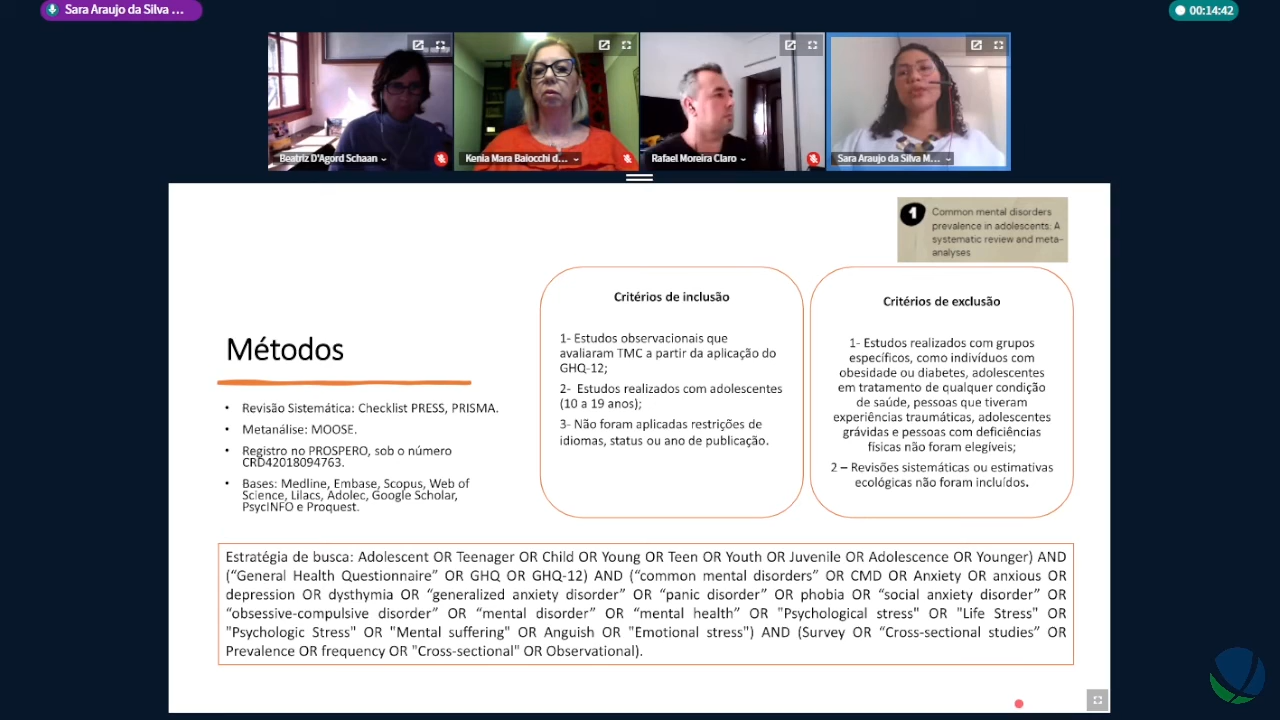 Sara Araujo da Silva ...
00:14:42
Beatriz D'Agord Schaan
Kenia Mara Baiocchi d...
Rafael Moreira Claro
Sara Araujo da Silva M...
1
Common mental disorders
prevalence in adolescents: A
systematic review and meta-
analyses
Métodos
• Revisão Sistemática: Checklist PRESS, PRISMA.
• Metanálise: MOOSE.
• Registro no PROSPERO, sob o número
CRD42018094763.
• Bases: Medline, Embase, Scopus, Web of
Science, Lilacs, Adolec, Google Scholar,
PsycINFO e Proquest.
Critérios de inclusão
1- Estudos observacionais que
avaliaram TMC a partir da aplicação do
GHQ-12;
2- Estudos realizados com adolescentes
(10 a 19 anos);
3- Não foram aplicadas restrições de
idiomas, status ou ano de publicação.
Critérios de exclusão
1- Estudos realizados com grupos
específicos, como indivíduos com
obesidade ou diabetes, adolescentes
em tratamento de qualquer condição
de saúde, pessoas que tiveram
experiências traumáticas, adolescentes
grávidas e pessoas com deficiências
físicas não foram elegíveis;
2 – Revisões sistemáticas ou estimativas
ecológicas não foram incluídos.
Estratégia de busca: Adolescent OR Teenager OR Child OR Young OR Teen OR Youth OR Juvenile OR Adolescence OR Younger) AND
(“General Health Questionnaire” OR GHQ OR GHQ-12) AND (“common mental disorders” OR CMD OR Anxiety OR anxious OR
depression OR dysthymia OR “generalized anxiety disorder” OR “panic disorder” OR phobia OR “social anxiety disorder” OR
“obsessive-compulsive disorder” OR “mental disorder” OR “mental health” OR "Psychological stress" OR "Life Stress" OR
"Psychologic Stress" OR "Mental suffering" OR Anguish OR "Emotional stress") AND (Survey OR “Cross-sectional studies” OR
Prevalence OR frequency OR "Cross-sectional" OR Observational).